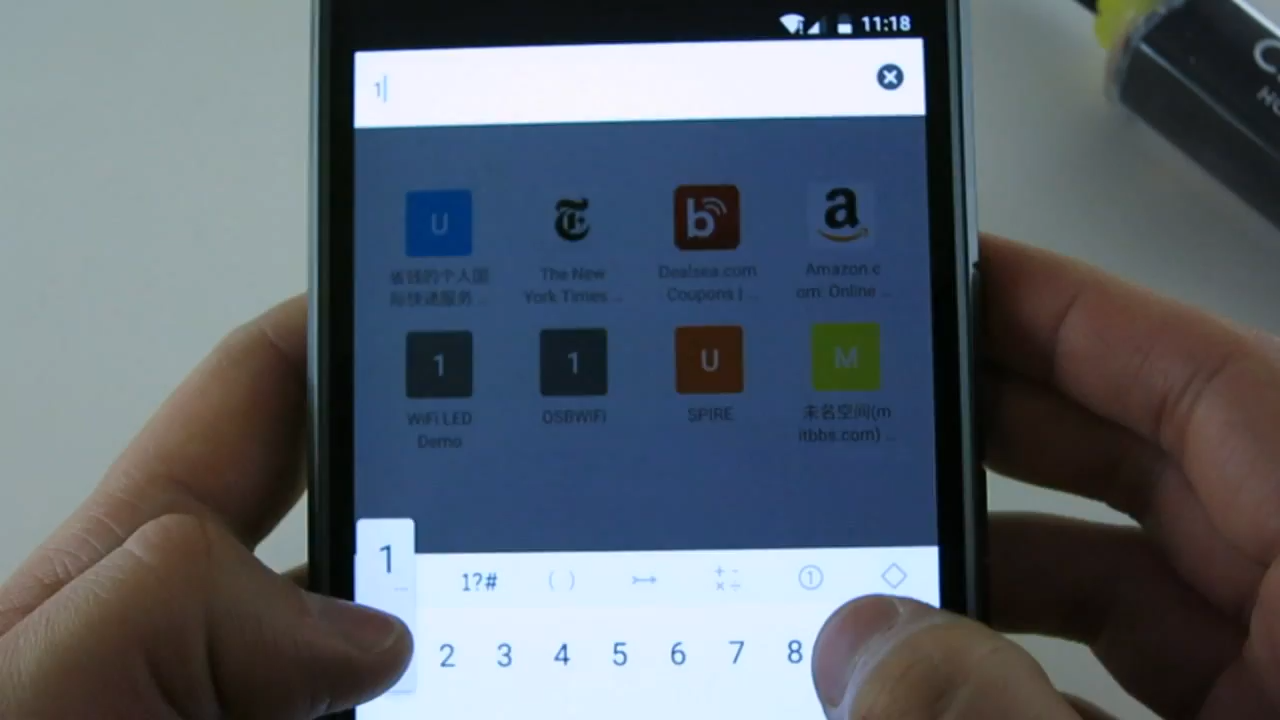 11:18
1
U
b
a
The New
York Times ...
Dealsea.com
Coupons | ...
Amazon.c
om: Online ...
1
1
U
M
WiFi LED
Demo
OSBWIFI
SPIRE
未名空间(m
itbbs.com) ...
1
1?#
( )
+ -
× ÷
1
2 3 4 5 6 7 8